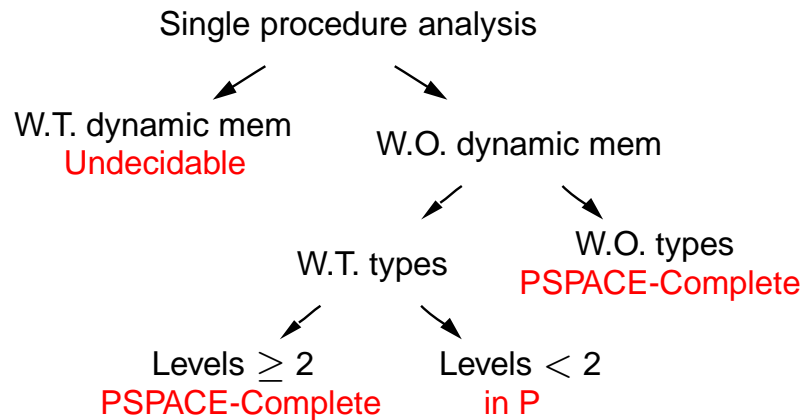 Single procedure analysis
W.T. dynamic mem
Undecidable
W.O. dynamic mem
W.T. types
W.O. types
PSPACE-Complete
Levels ≥ 2
PSPACE-Complete
Levels < 2
in P